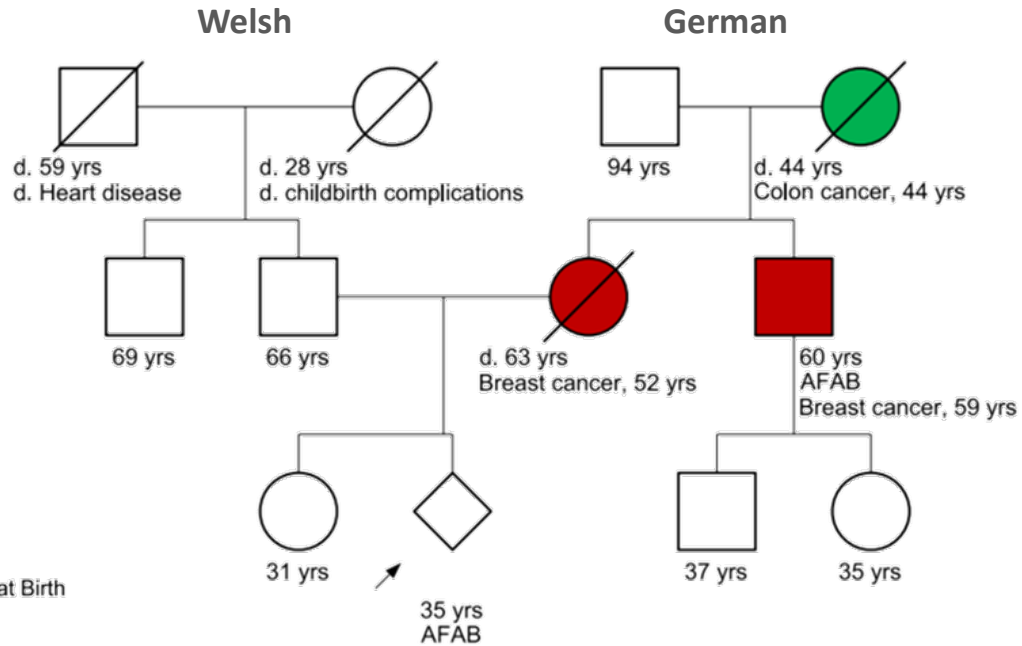 Welsh
German
d. 59 yrs
d. Heart disease
d. 28 yrs
d. childbirth complications
94 yrs
d. 44 yrs
Colon cancer, 44 yrs
69 yrs
66 yrs
d. 63 yrs
Breast cancer, 52 yrs
60 yrs
AFAB
Breast cancer, 59 yrs
31 yrs
35 yrs
AFAB
37 yrs
35 yrs
at Birth